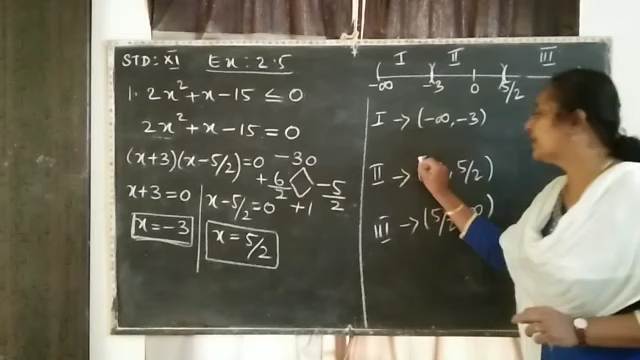 STD: XI Ex: 2.5
1. 2x² + x - 15 ≤ 0
2x² + x - 15 = 0
(x+3)(x-5/2)=0
-30
+6/2 -5/2
+1
x+3=0
x=-3
x-5/2=0
x=5/2
I II III
-∞ -3 0 5/2
I → (-∞, -3)
II → , 5/2)
III → (5/2